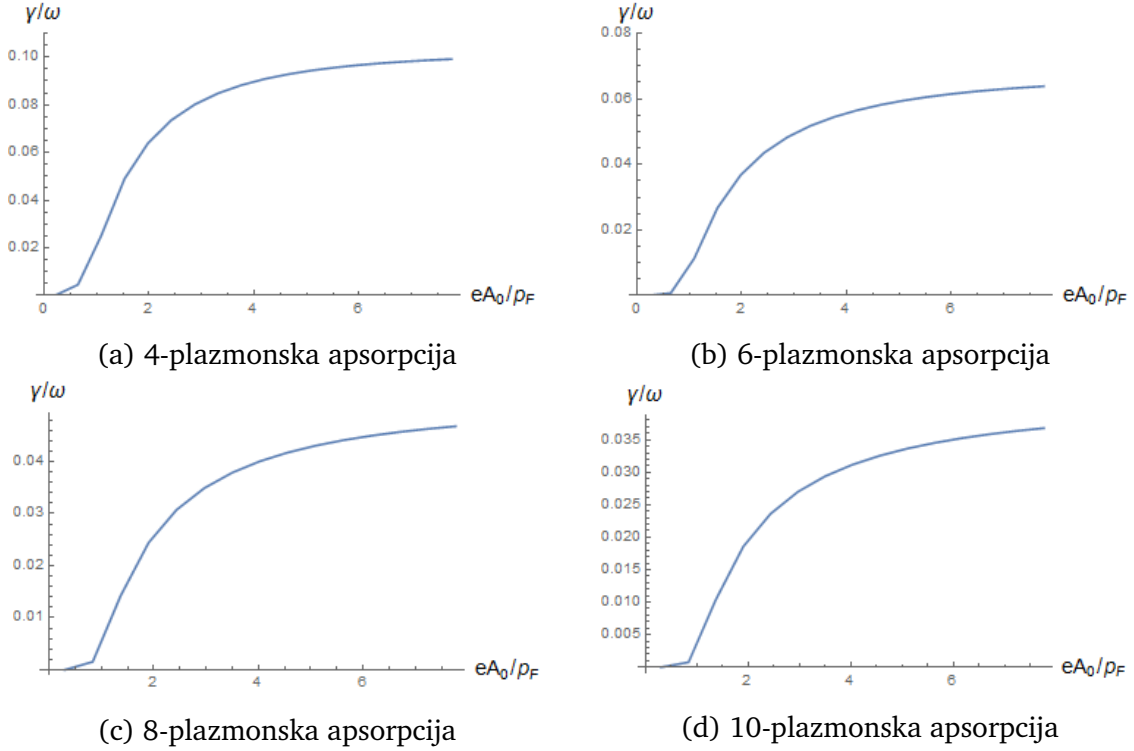 γ/ω
0.10
0.08
0.06
0.04
0.02
0 2 4 6 eA₀/p_F
(a) 4-plazmonska apsorpcija
γ/ω
0.08
0.06
0.04
0.02
0 2 4 6 eA₀/p_F
(b) 6-plazmonska apsorpcija
γ/ω
0.04
0.03
0.02
0.01
2 4 6 eA₀/p_F
(c) 8-plazmonska apsorpcija
γ/ω
0.035
0.030
0.025
0.020
0.015
0.010
0.005
2 4 6 eA₀/p_F
(d) 10-plazmonska apsorpcija